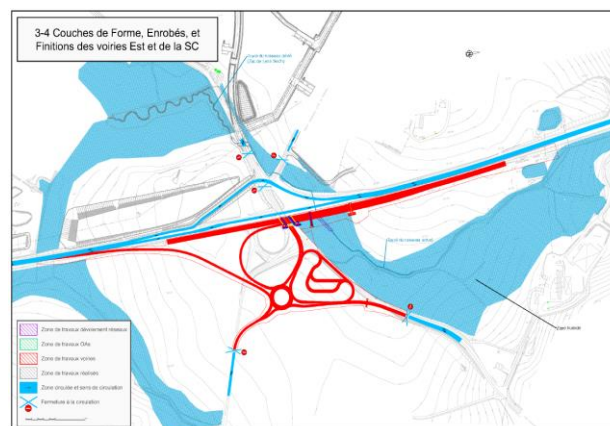 3-4 Couches de Forme, Enrobés, et
Finitions des voiries Est et de la SC
Zone de travaux dévoiement réseaux
Zone de travaux OAs
Zone de travaux voiries
Zone de travaux réalisés
Zone circulée et sens de circulation
Fermeture à la circulation